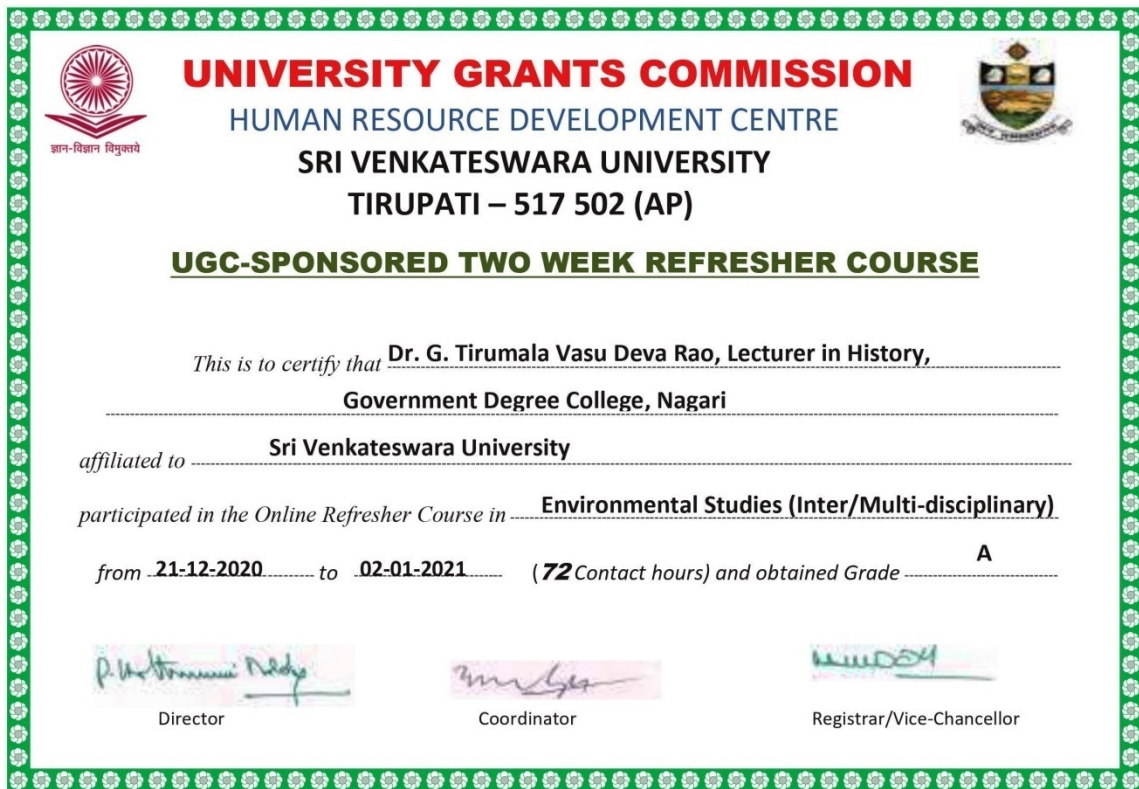 UNIVERSITY GRANTS COMMISSION
HUMAN RESOURCE DEVELOPMENT CENTRE
SRI VENKATESWARA UNIVERSITY
TIRUPATI – 517 502 (AP)
ज्ञान-विज्ञान विमुक्तये
UGC-SPONSORED TWO WEEK REFRESHER COURSE
This is to certify that Dr. G. Tirumala Vasu Deva Rao, Lecturer in History,
Government Degree College, Nagari
affiliated to Sri Venkateswara University
participated in the Online Refresher Course in Environmental Studies (Inter/Multi-disciplinary)
from 21-12-2020 to 02-01-2021 (72 Contact hours) and obtained Grade A
Director Coordinator Registrar/Vice-Chancellor